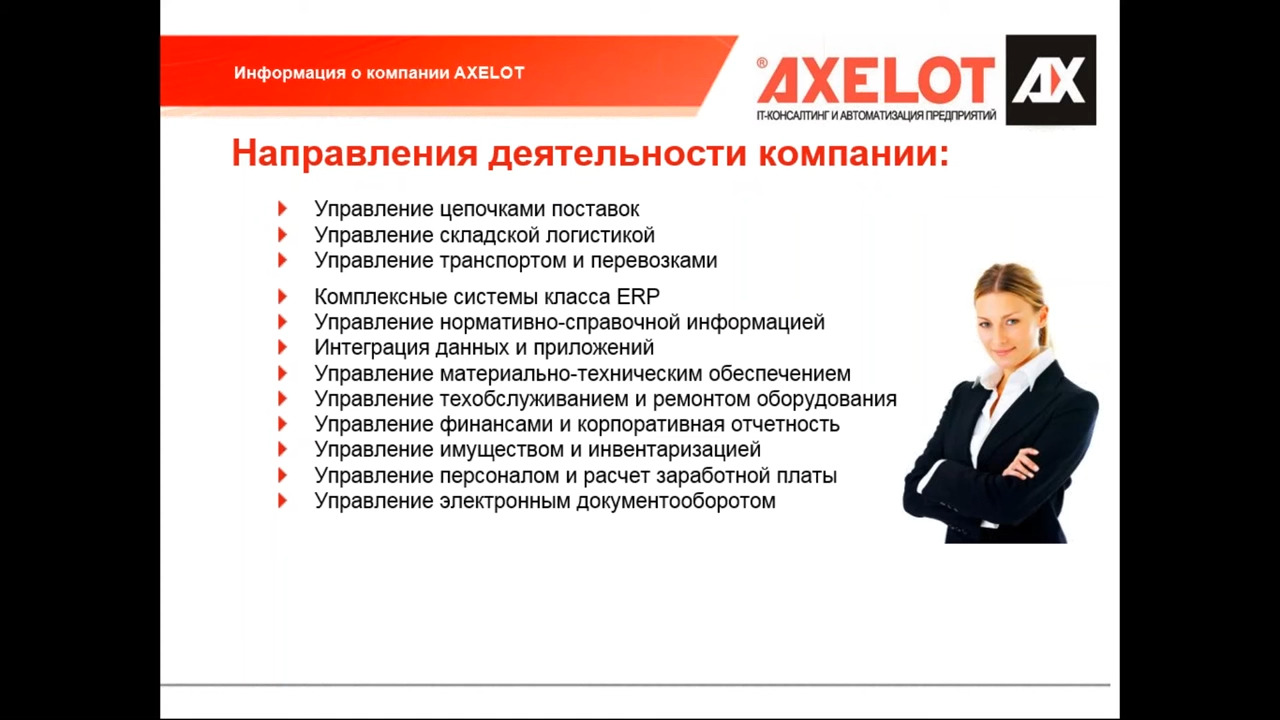 Информация о компании AXELOT
® AXELOT AX
IT-КОНСАЛТИНГ И АВТОМАТИЗАЦИЯ ПРЕДПРИЯТИЙ
Направления деятельности компании:
Управление цепочками поставок
Управление складской логистикой
Управление транспортом и перевозками
Комплексные системы класса ERP
Управление нормативно-справочной информацией
Интеграция данных и приложений
Управление материально-техническим обеспечением
Управление техобслуживанием и ремонтом оборудования
Управление финансами и корпоративная отчетность
Управление имуществом и инвентаризацией
Управление персоналом и расчет заработной платы
Управление электронным документооборотом